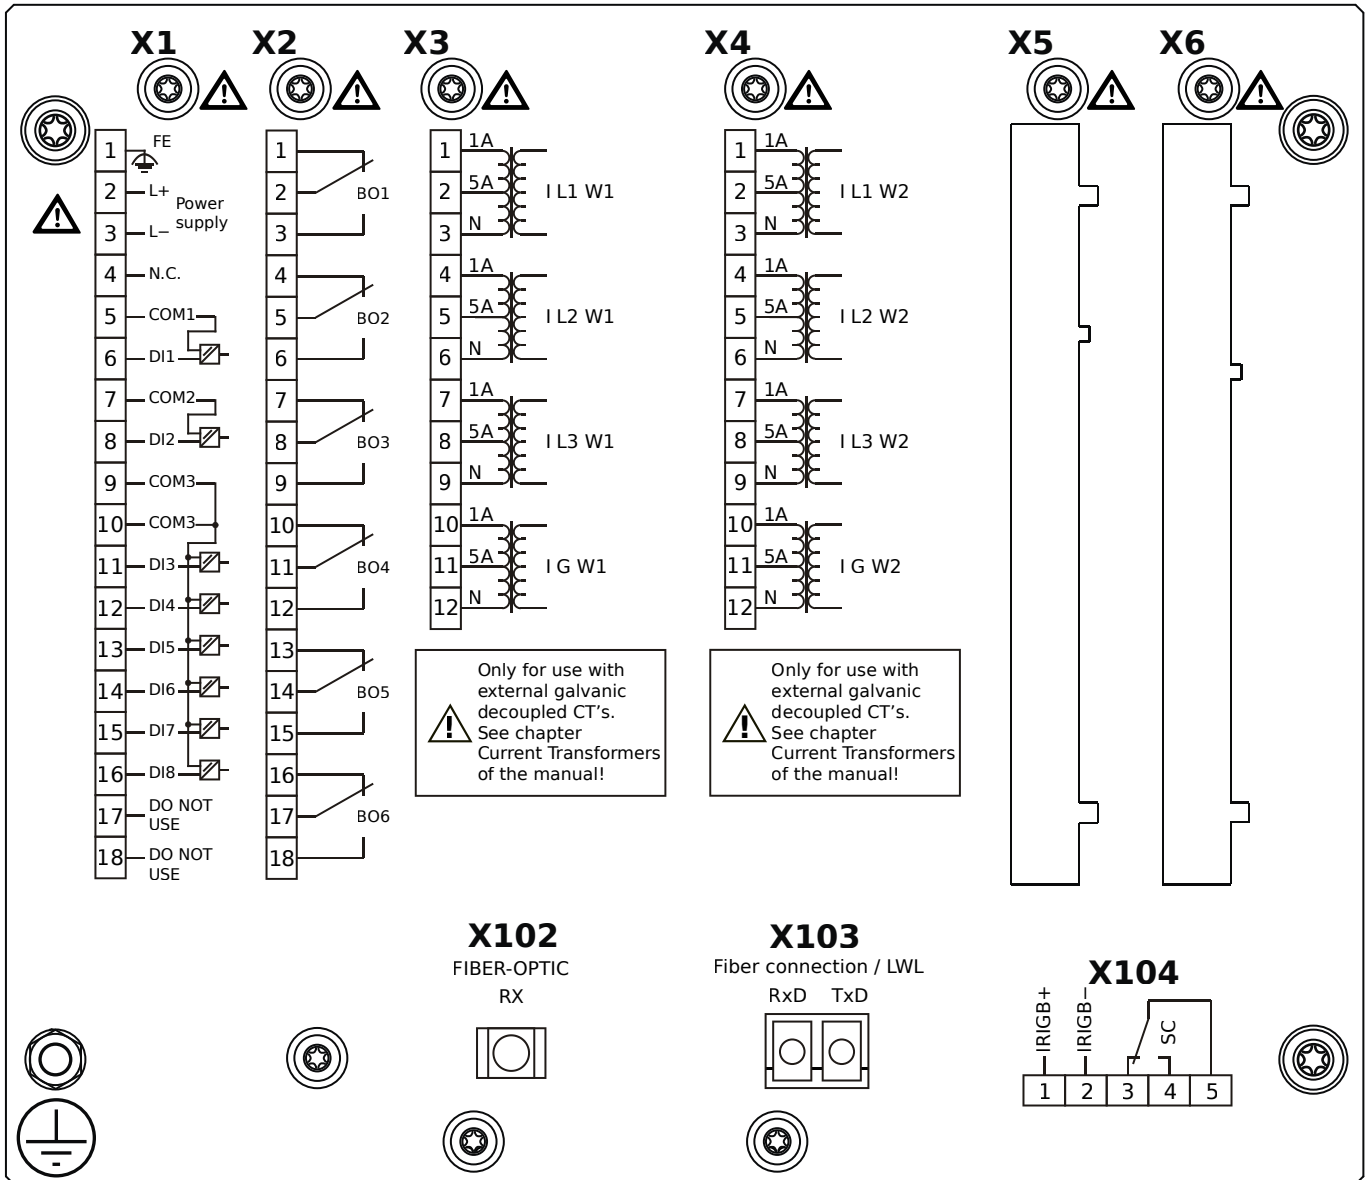 X1 X2 X3 X4 X5 X6
1 FE
2 L+
Power
supply
3 L−
4 N.C.
5 COM1
6 DI1
7 COM2
8 DI2
9 COM3
10 COM3
11 DI3
12 DI4
13 DI5
14 DI6
15 DI7
16 DI8
17 DO NOT
USE
18 DO NOT
USE
1
2 BO1
3
4
5 BO2
6
7
8 BO3
9
10
11 BO4
12
13
14 BO5
15
16
17 BO6
18
1 1A
2 5A I L1 W1
3 N
4 1A
5 5A I L2 W1
6 N
7 1A
8 5A I L3 W1
9 N
10 1A
11 5A I G W1
12 N
Only for use with
external galvanic
decoupled CT's.
See chapter
Current Transformers
of the manual!
1 1A
2 5A I L1 W2
3 N
4 1A
5 5A I L2 W2
6 N
7 1A
8 5A I L3 W2
9 N
10 1A
11 5A I G W2
12 N
Only for use with
external galvanic
decoupled CT's.
See chapter
Current Transformers
of the manual!
X102
FIBER-OPTIC
RX
X103
Fiber connection / LWL
RxD TxD
X104
IRIGB+
IRIGB−
SC
1 2 3 4 5